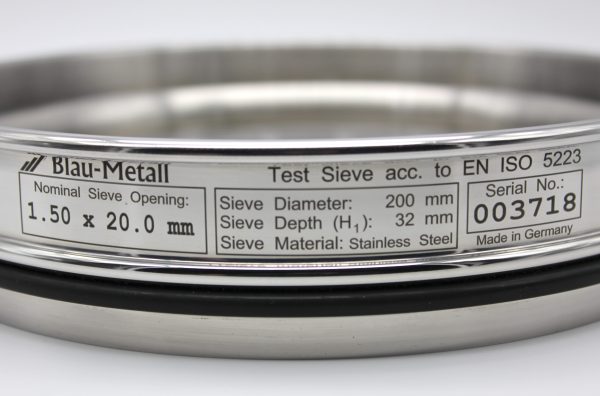 Blau-Metall
Test Sieve acc. to EN ISO 5223
Nominal Sieve Opening:
1.50 x 20.0 mm
Sieve Diameter: 200 mm
Sieve Depth (H1): 32 mm
Sieve Material: Stainless Steel
Serial No.:
003718
Made in Germany